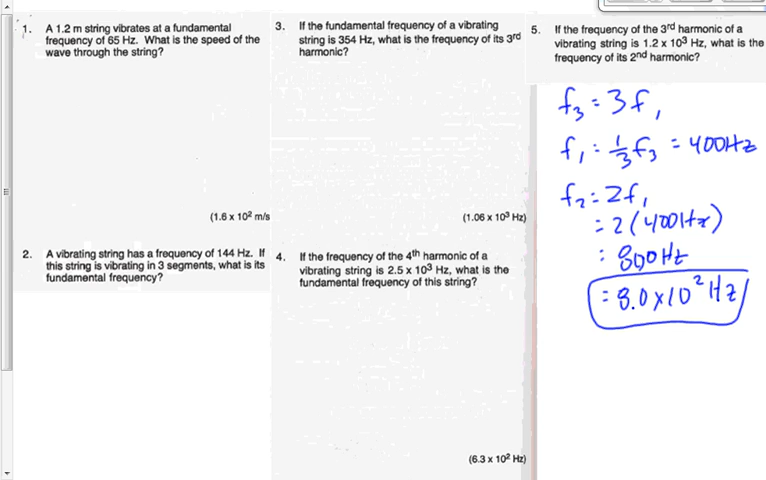 1. A 1.2 m string vibrates at a fundamental
frequency of 65 Hz. What is the speed of the
wave through the string?
(1.6 x 10² m/s
2. A vibrating string has a frequency of 144 Hz. If
this string is vibrating in 3 segments, what is its
fundamental frequency?
3. If the fundamental frequency of a vibrating
string is 354 Hz, what is the frequency of its 3rd
harmonic?
(1.06 x 10³ Hz)
4. If the frequency of the 4th harmonic of a
vibrating string is 2.5 x 10³ Hz, what is the
fundamental frequency of this string?
(6.3 x 10² Hz)
5. If the frequency of the 3rd harmonic of a
vibrating string is 1.2 x 10³ Hz, what is the
frequency of its 2nd harmonic?
f₃ = 3f₁
f₁ = 1/3 f₃ = 400Hz
f₂ = 2f₁
= 2(400Hz)
= 800Hz
= 8.0x10² Hz